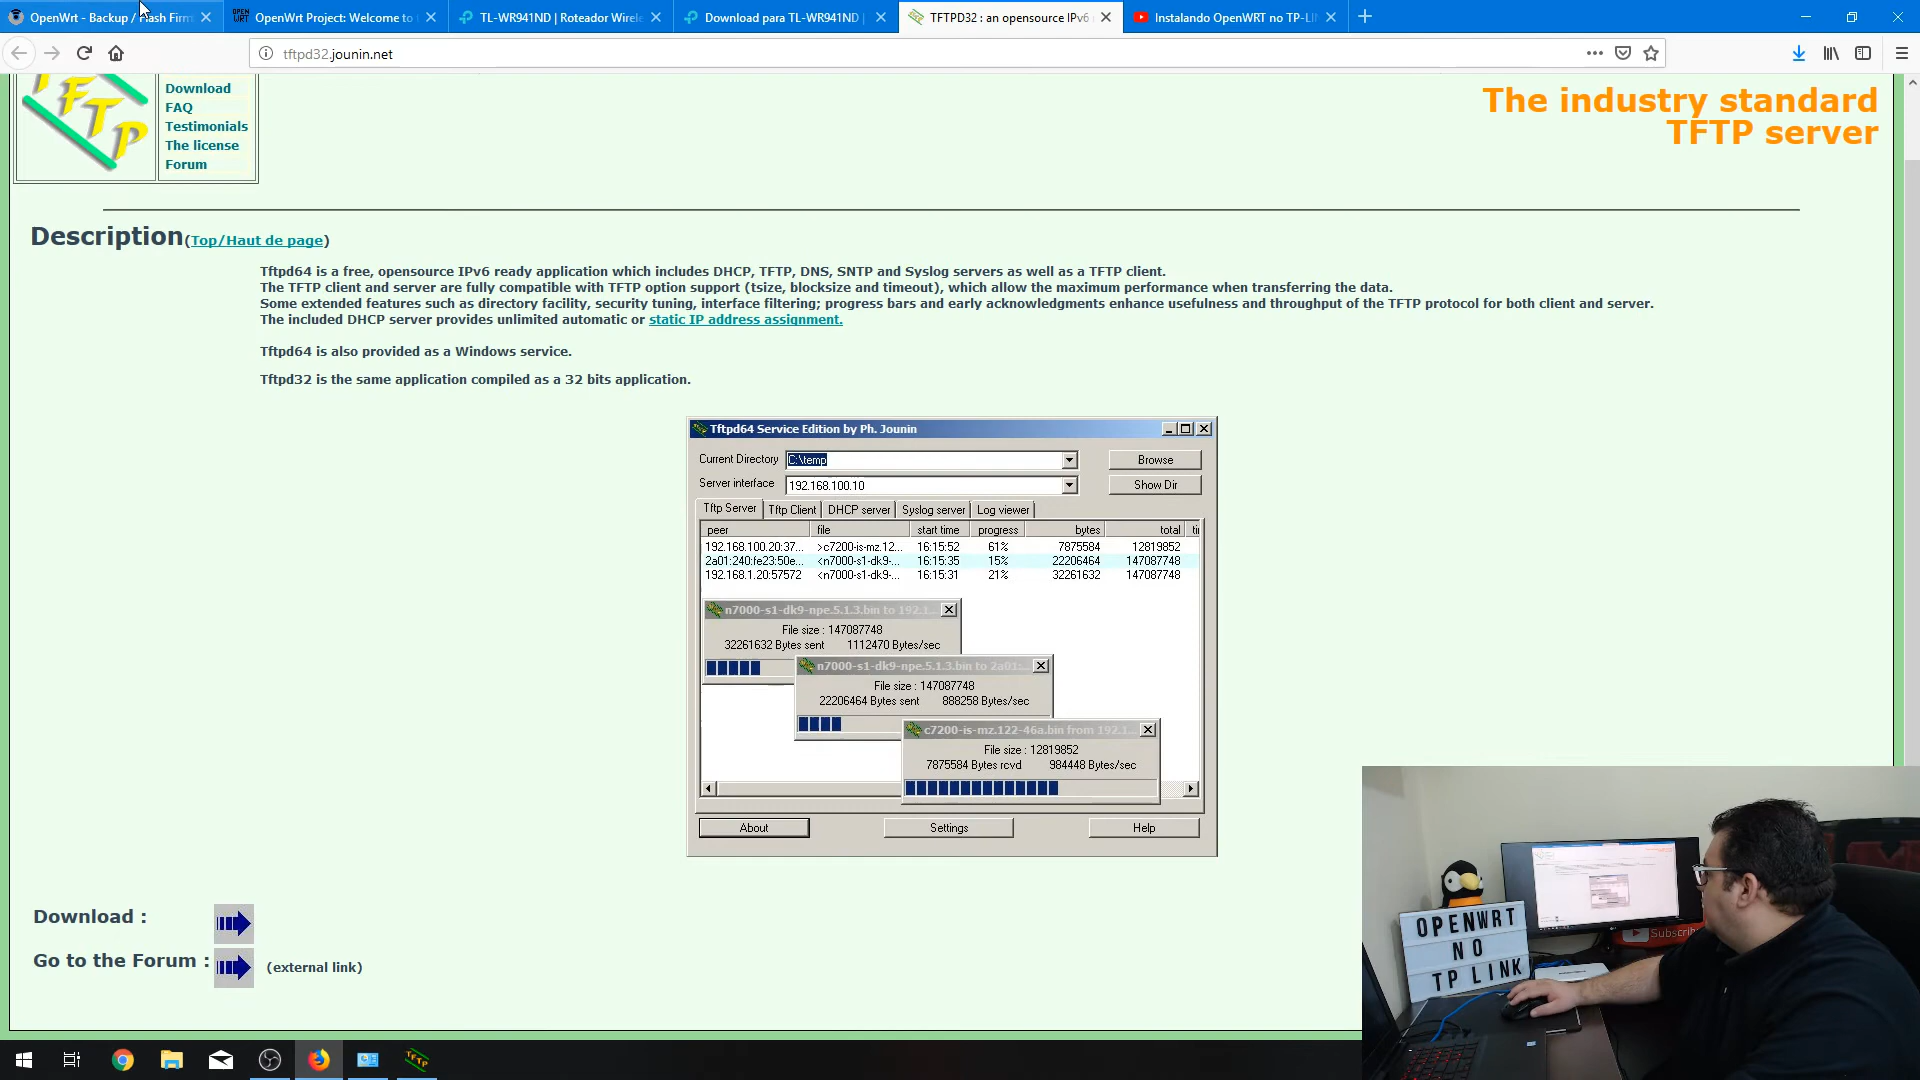 OpenWrt - Backup / Flash Firm
OpenWrt Project: Welcome to t
TL-WR941ND | Roteador Wirele
Download para TL-WR941ND |
TFTPD32 : an opensource IPv6
Instalando OpenWRT no TP-LI
tftpd32.jounin.net
TFTP
Download
FAQ
Testimonials
The license
Forum
The industry standard
TFTP server
Description(Top/Haut de page)
Tftpd64 is a free, opensource IPv6 ready application which includes DHCP, TFTP, DNS, SNTP and Syslog servers as well as a TFTP client.
The TFTP client and server are fully compatible with TFTP option support (tsize, blocksize and timeout), which allow the maximum performance when transferring the data.
Some extended features such as directory facility, security tuning, interface filtering; progress bars and early acknowledgments enhance usefulness and throughput of the TFTP protocol for both client and server.
The included DHCP server provides unlimited automatic or static IP address assignment.
Tftpd64 is also provided as a Windows service.
Tftpd32 is the same application compiled as a 32 bits application.
Tftpd64 Service Edition by Ph. Jounin
Current Directory C:\temp Browse
Server interface 192.168.100.10 Show Dir
Tftp Server Tftp Client DHCP server Syslog server Log viewer
peer file start time progress bytes total ti
192.168.100.20:37... >c7200-is-mz.12... 16:15:52 61% 7875584 12819852
2a01:240:fe23:50e... <n7000-s1-dk9-... 16:15:35 15% 22206464 147087748
192.168.1.20:57572 <n7000-s1-dk9-... 16:15:31 21% 32261632 147087748
n7000-s1-dk9-npe.5.1.3.bin to 192.1...
File size : 147087748
32261632 Bytes sent 1112470 Bytes/sec
n7000-s1-dk9-npe.5.1.3.bin to 2a01:...
File size : 147087748
22206464 Bytes sent 888258 Bytes/sec
c7200-is-mz.122-46a.bin from 192.1...
File size : 12819852
7875584 Bytes rcvd 984448 Bytes/sec
About Settings Help
Download :
Go to the Forum : (external link)
OPENWRT
NO
TP LINK
Subscribe
TFTP